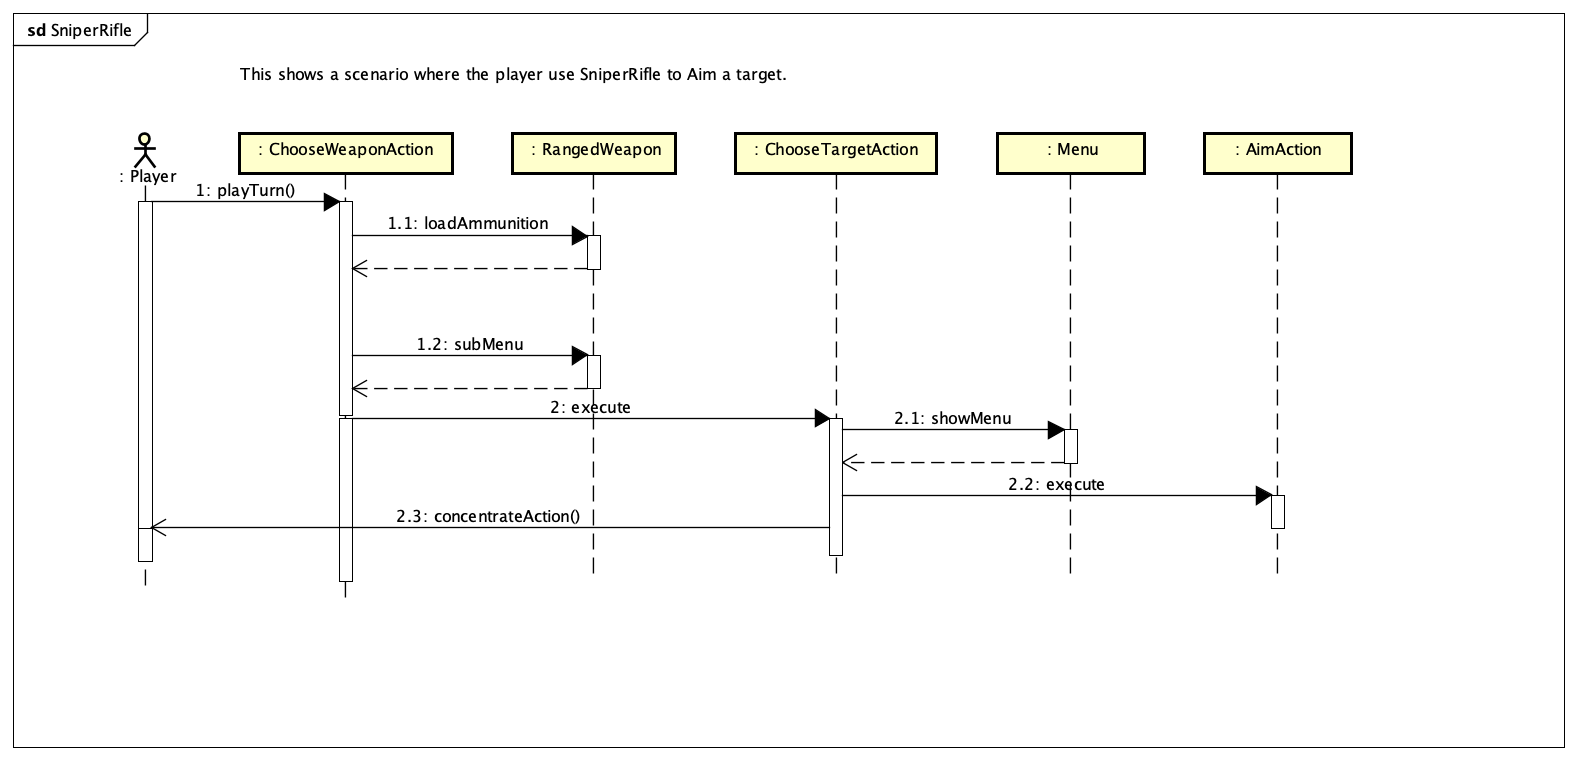 sd SniperRifle
This shows a scenario where the player use SniperRifle to Aim a target.
: Player
: ChooseWeaponAction
: RangedWeapon
: ChooseTargetAction
: Menu
: AimAction
1: playTurn()
1.1: loadAmmunition
1.2: subMenu
2: execute
2.1: showMenu
2.2: execute
2.3: concentrateAction()